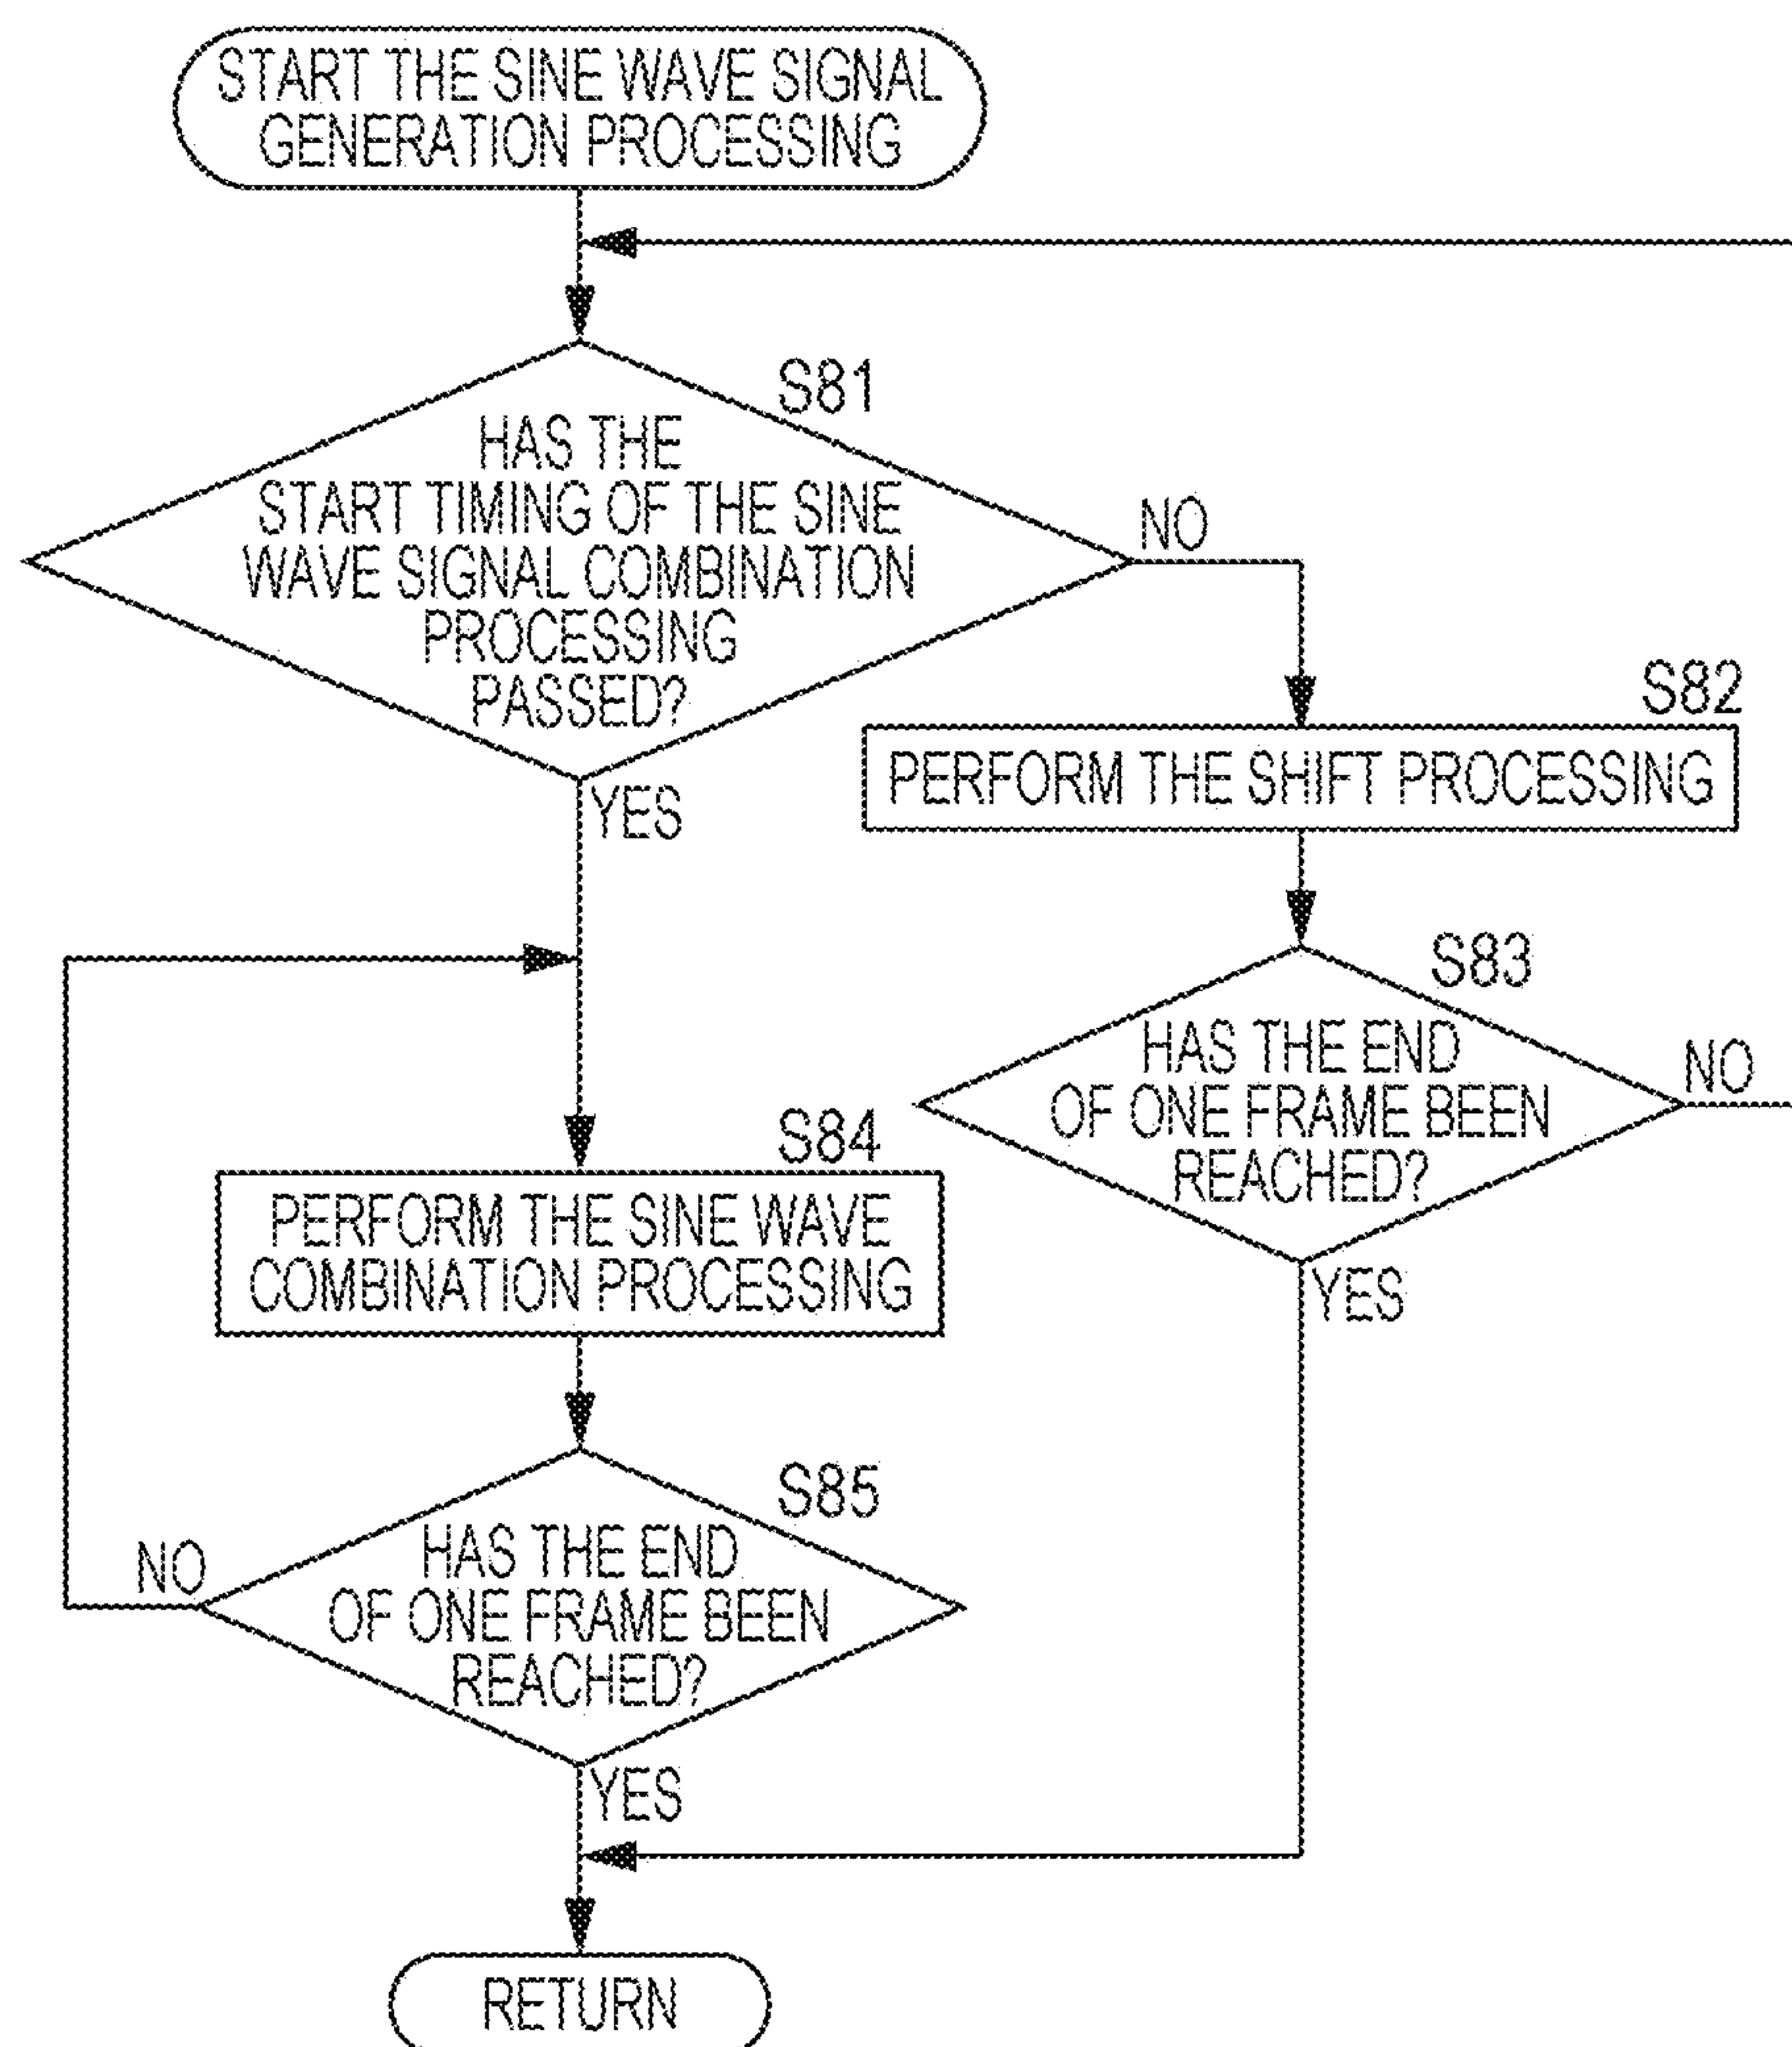 START THE SINE WAVE SIGNAL
GENERATION PROCESSING
S81
HAS THE
START TIMING OF THE SINE
WAVE SIGNAL COMBINATION
PROCESSING
PASSED?
NO
YES
S82
PERFORM THE SHIFT PROCESSING
S83
HAS THE END
OF ONE FRAME BEEN
REACHED?
NO
YES
S84
PERFORM THE SINE WAVE
COMBINATION PROCESSING
S85
HAS THE END
OF ONE FRAME BEEN
REACHED?
NO
YES
RETURN